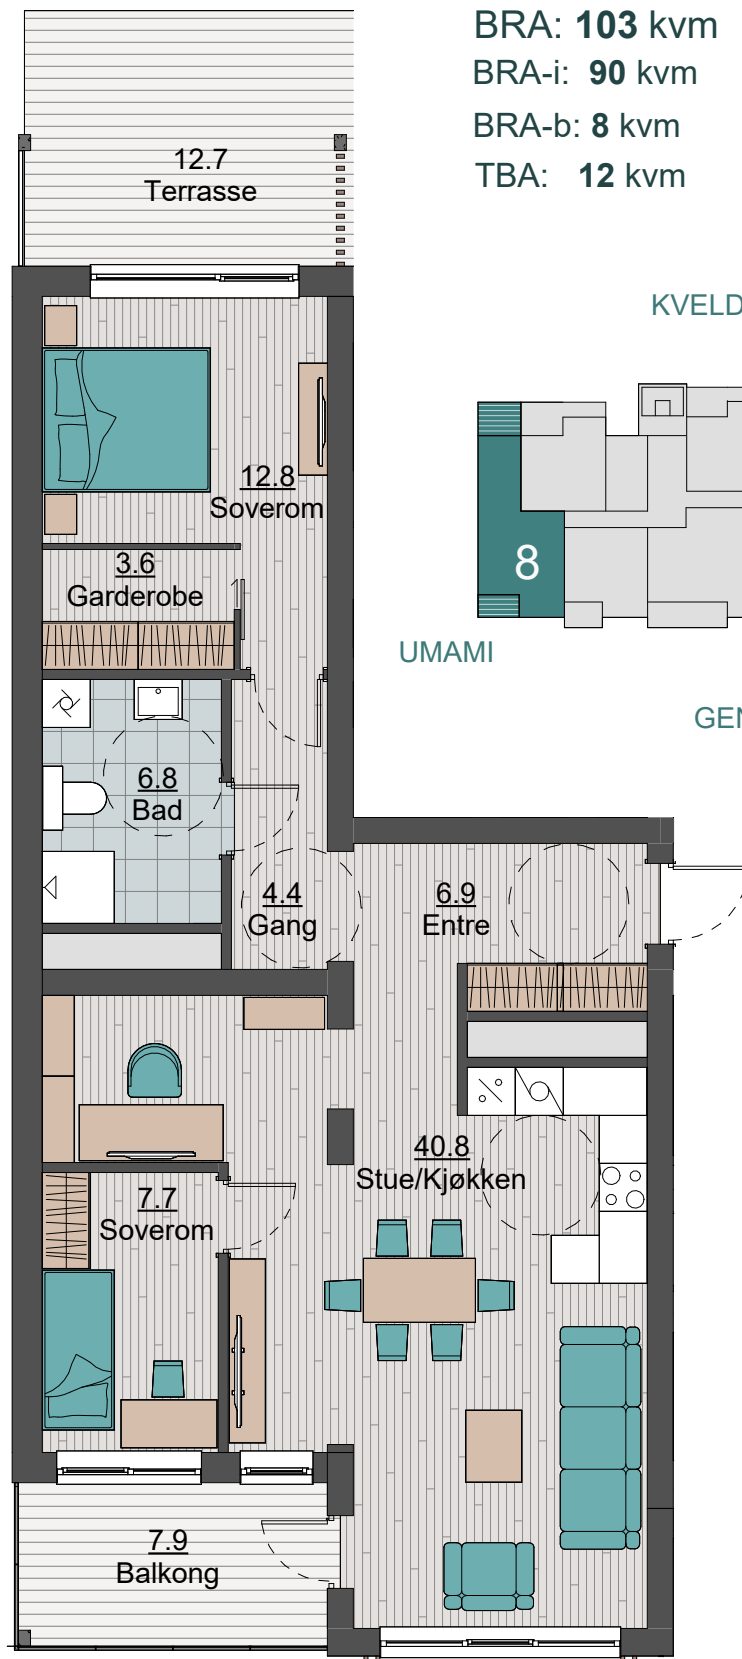 BRA: 103 kvm
BRA-i: 90 kvm
BRA-b: 8 kvm
TBA: 12 kvm
12.7
Terrasse
KVELD
12.8
Soverom
3.6
Garderobe
8
UMAMI
GEN
6.8
Bad
4.4
Gang
6.9
Entre
40.8
Stue/Kjøkken
7.7
Soverom
7.9
Balkong